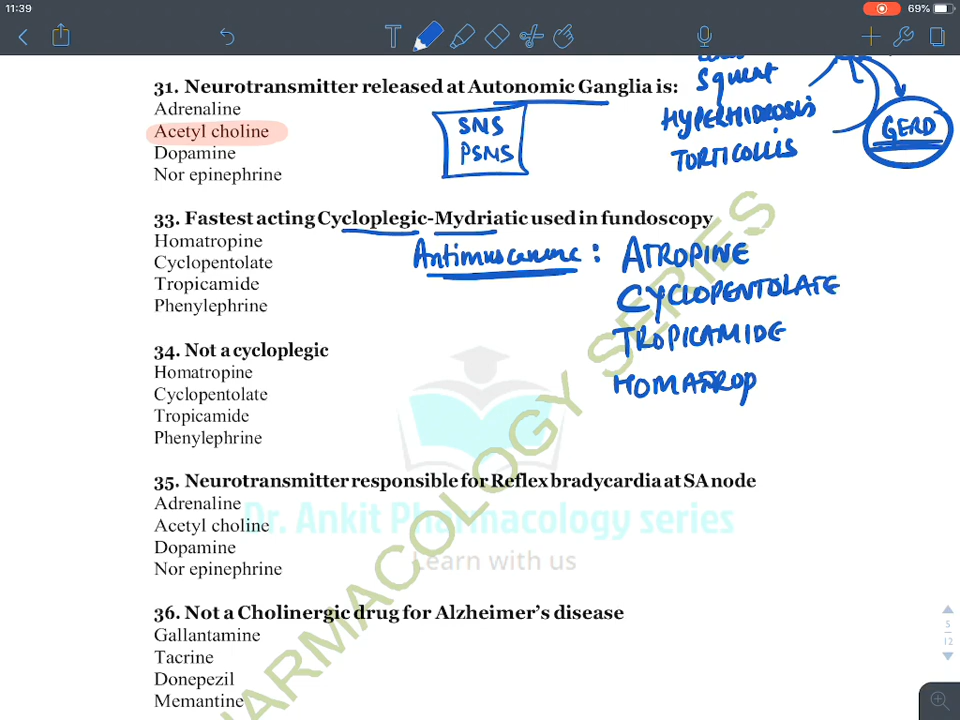 11:39
69%
T
31. Neurotransmitter released at Autonomic Ganglia is:
Adrenaline
Acetyl choline
Dopamine
Nor epinephrine
SNS
PSNS
Squint
HYPERHIDROSIS
TORTICOLLIS
GERD
33. Fastest acting Cycloplegic-Mydriatic used in fundoscopy
Homatropine
Cyclopentolate
Tropicamide
Phenylephrine
Antimuscarinic : ATROPINE
CYCLOPENTOLATE
TROPICAMIDE
HOMATROP
34. Not a cycloplegic
Homatropine
Cyclopentolate
Tropicamide
Phenylephrine
35. Neurotransmitter responsible for Reflex bradycardia at SA node
Adrenaline
Acetyl choline
Dopamine
Nor epinephrine
Dr. Ankit Pharmacology series
Learn with us
36. Not a Cholinergic drug for Alzheimer's disease
Gallantamine
Tacrine
Donepezil
Memantine
HARMACOLOGY SERIES
5
12